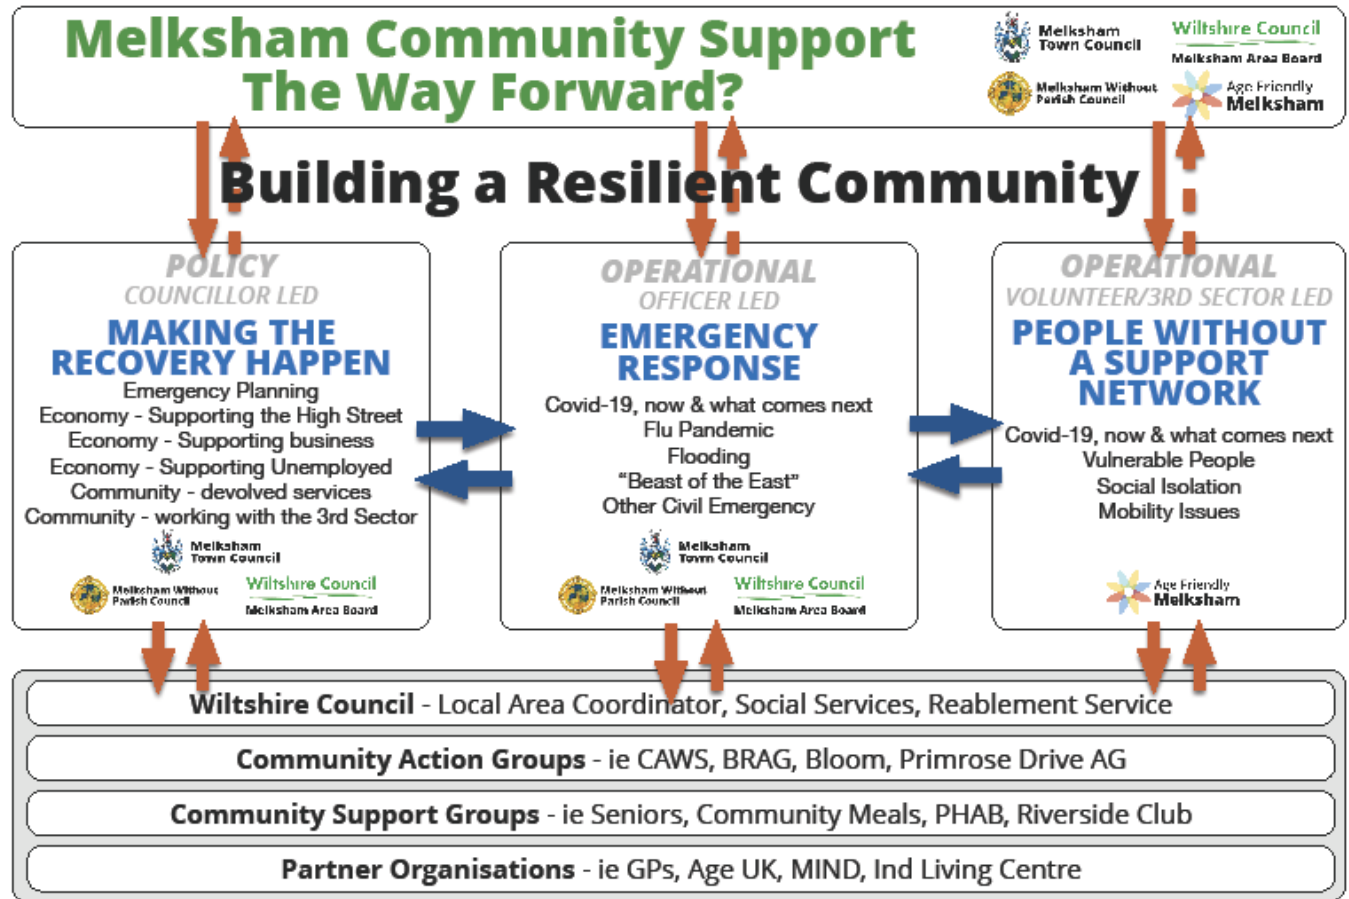 Melksham Community Support
The Way Forward?
Melksham
Town Council
Wiltshire Council
Melksham Area Board
Melksham Without
Parish Council
Age Friendly
Melksham
Building a Resilient Community
POLICY
COUNCILLOR LED
MAKING THE
RECOVERY HAPPEN
Emergency Planning
Economy - Supporting the High Street
Economy - Supporting business
Economy - Supporting Unemployed
Community - devolved services
Community - working with the 3rd Sector
Melksham
Town Council
Melksham Without
Parish Council
Wiltshire Council
Melksham Area Board
OPERATIONAL
OFFICER LED
EMERGENCY
RESPONSE
Covid-19, now & what comes next
Flu Pandemic
Flooding
“Beast of the East”
Other Civil Emergency
Melksham
Town Council
Melksham Without
Parish Council
Wiltshire Council
Melksham Area Board
OPERATIONAL
VOLUNTEER/3RD SECTOR LED
PEOPLE WITHOUT
A SUPPORT
NETWORK
Covid-19, now & what comes next
Vulnerable People
Social Isolation
Mobility Issues
Age Friendly
Melksham
Wiltshire Council - Local Area Coordinator, Social Services, Reablement Service
Community Action Groups - ie CAWS, BRAG, Bloom, Primrose Drive AG
Community Support Groups - ie Seniors, Community Meals, PHAB, Riverside Club
Partner Organisations - ie GPs, Age UK, MIND, Ind Living Centre